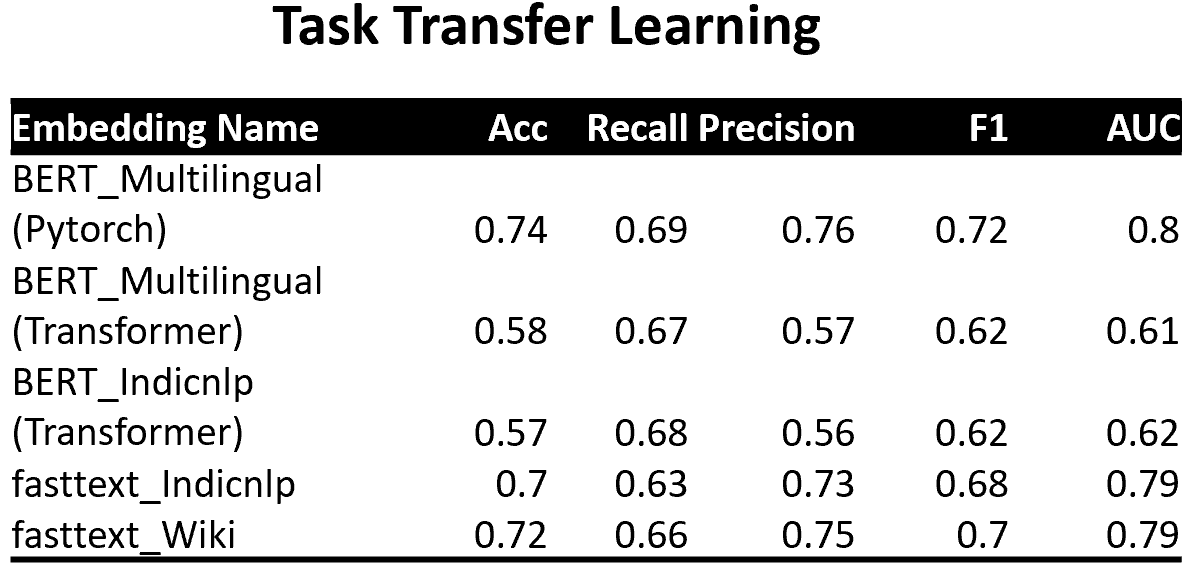 Task Transfer Learning
Embedding Name Acc Recall Precision F1 AUC
BERT_Multilingual
(Pytorch) 0.74 0.69 0.76 0.72 0.8
BERT_Multilingual
(Transformer) 0.58 0.67 0.57 0.62 0.61
BERT_Indicnlp
(Transformer) 0.57 0.68 0.56 0.62 0.62
fasttext_Indicnlp 0.7 0.63 0.73 0.68 0.79
fasttext_Wiki 0.72 0.66 0.75 0.7 0.79